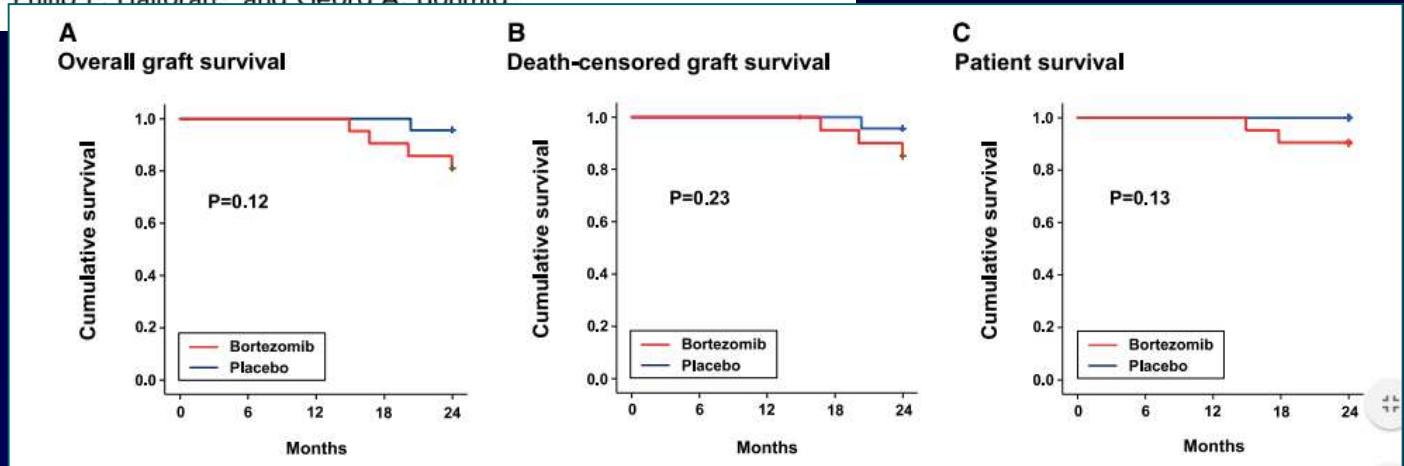 A
Overall graft survival
Cumulative survival
1.0
0.8
0.6
0.4
0.2
0.0
P=0.12
Bortezomib
Placebo
0 6 12 18 24
Months
B
Death-censored graft survival
Cumulative survival
1.0
0.8
0.6
0.4
0.2
0.0
P=0.23
Bortezomib
Placebo
0 6 12 18 24
Months
C
Patient survival
Cumulative survival
1.0
0.8
0.6
0.4
0.2
0.0
P=0.13
Bortezomib
Placebo
0 6 12 18 24
Months